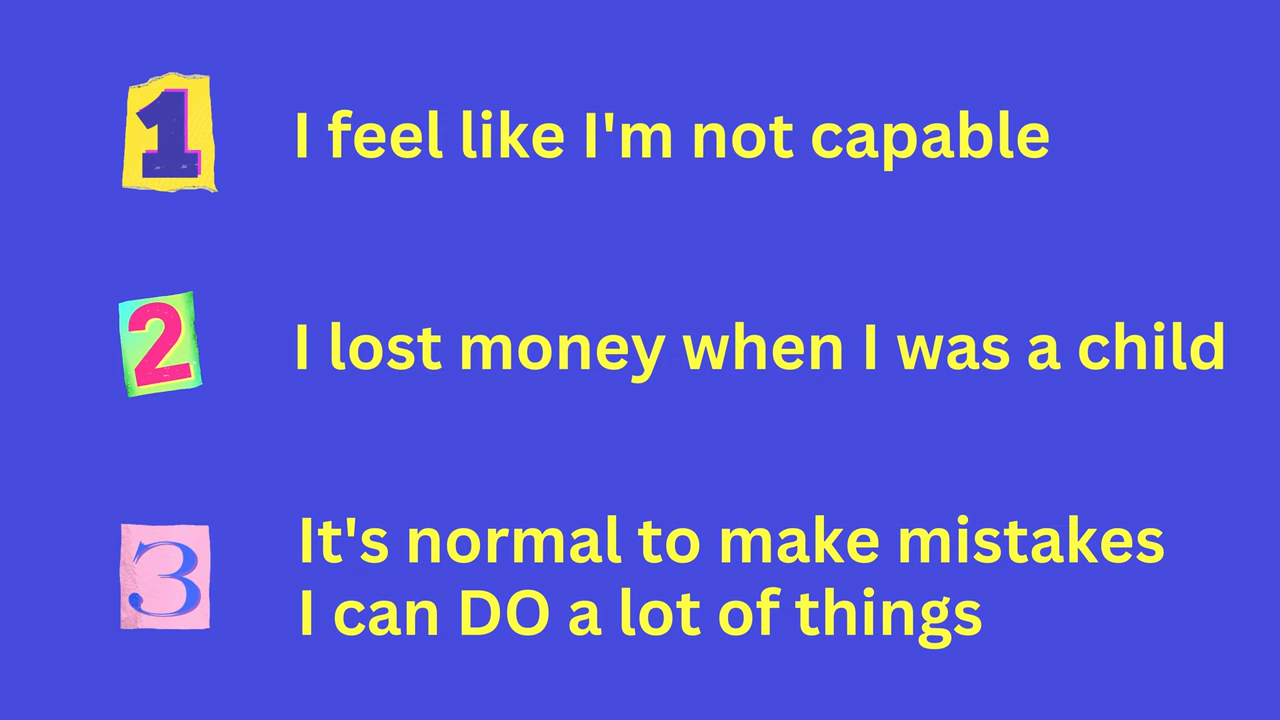 1 I feel like I'm not capable
2 I lost money when I was a child
3 It's normal to make mistakes
I can DO a lot of things